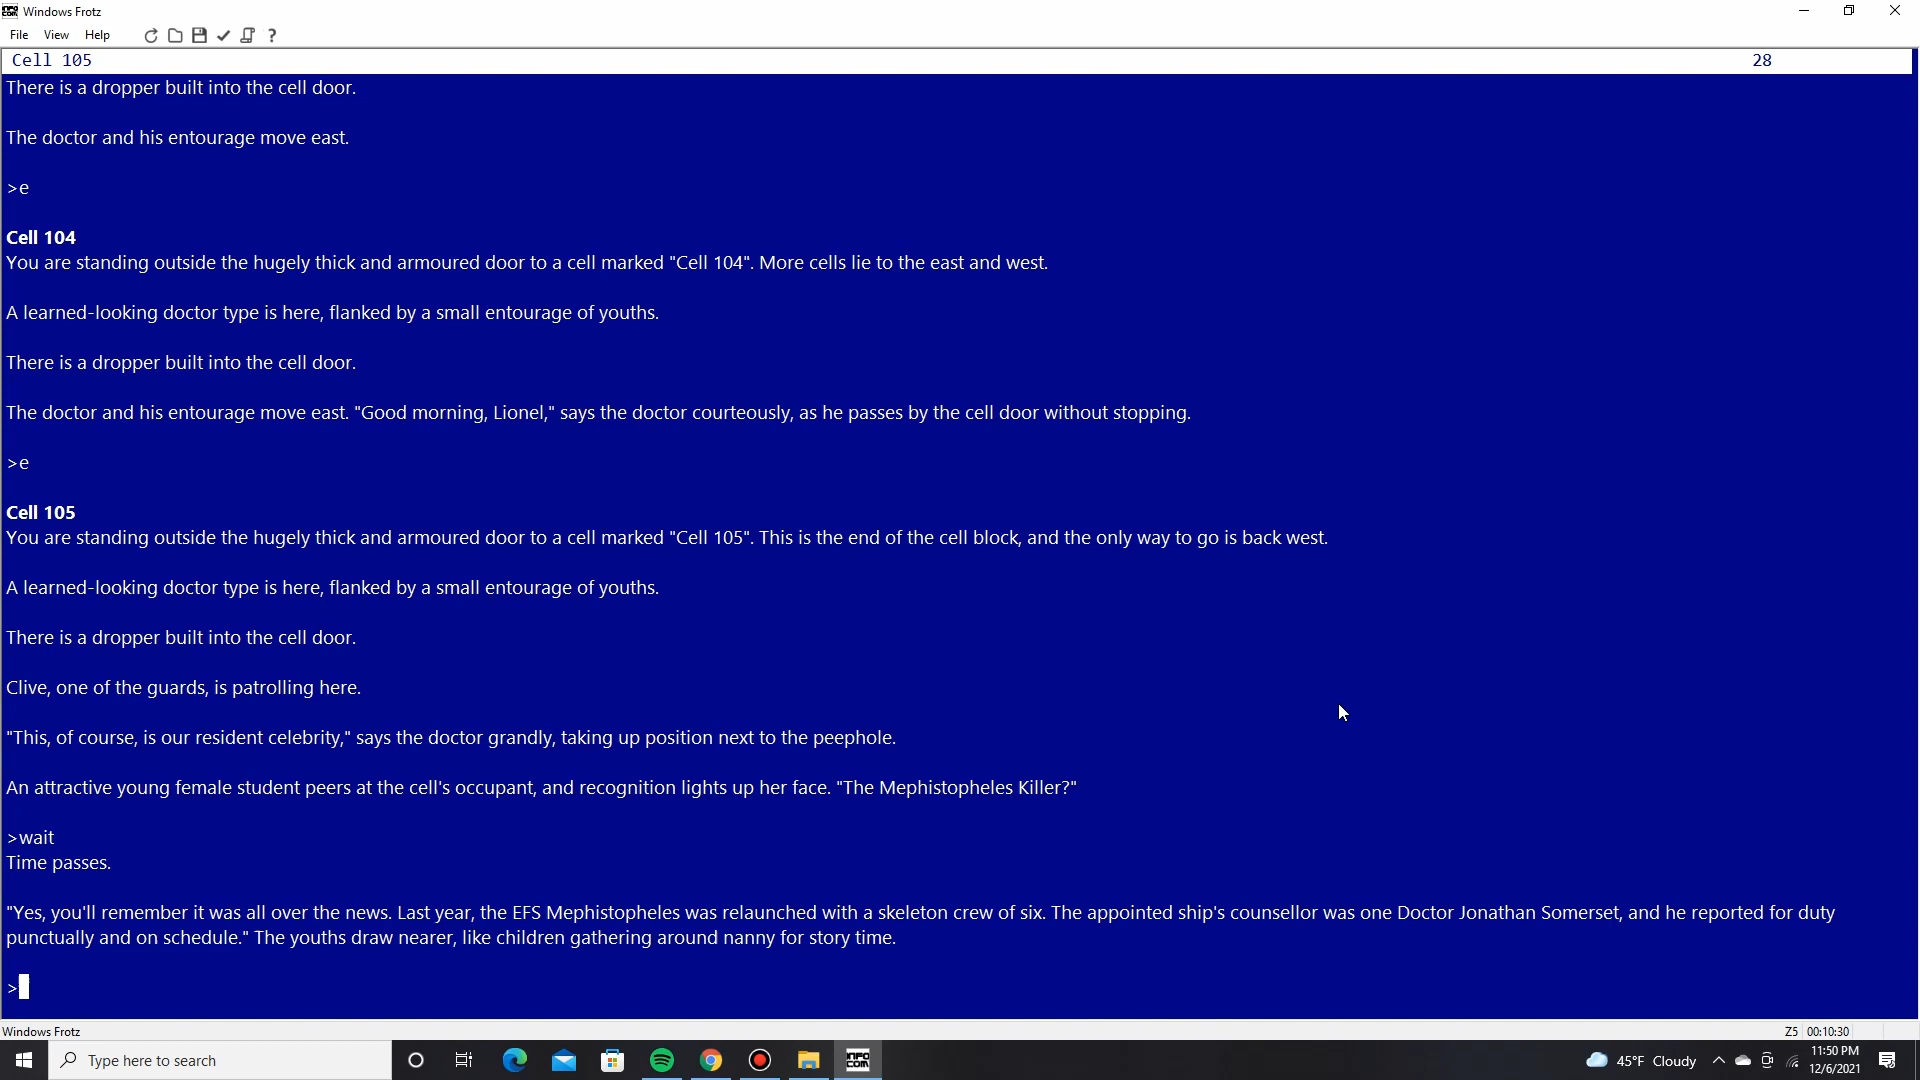 Windows Frotz
File View Help ?
Cell 105 28
There is a dropper built into the cell door.
The doctor and his entourage move east.
>e
Cell 104
You are standing outside the hugely thick and armoured door to a cell marked "Cell 104". More cells lie to the east and west.
A learned-looking doctor type is here, flanked by a small entourage of youths.
There is a dropper built into the cell door.
The doctor and his entourage move east. "Good morning, Lionel," says the doctor courteously, as he passes by the cell door without stopping.
>e
Cell 105
You are standing outside the hugely thick and armoured door to a cell marked "Cell 105". This is the end of the cell block, and the only way to go is back west.
A learned-looking doctor type is here, flanked by a small entourage of youths.
There is a dropper built into the cell door.
Clive, one of the guards, is patrolling here.
"This, of course, is our resident celebrity," says the doctor grandly, taking up position next to the peephole.
An attractive young female student peers at the cell's occupant, and recognition lights up her face. "The Mephistopheles Killer?"
>wait
Time passes.
"Yes, you'll remember it was all over the news. Last year, the EFS Mephistopheles was relaunched with a skeleton crew of six. The appointed ship's counsellor was one Doctor Jonathan Somerset, and he reported for duty
punctually and on schedule." The youths draw nearer, like children gathering around nanny for story time.
>
Windows Frotz Z5 00:10:30
Type here to search INFO COM 45°F Cloudy 11:50 PM
12/6/2021